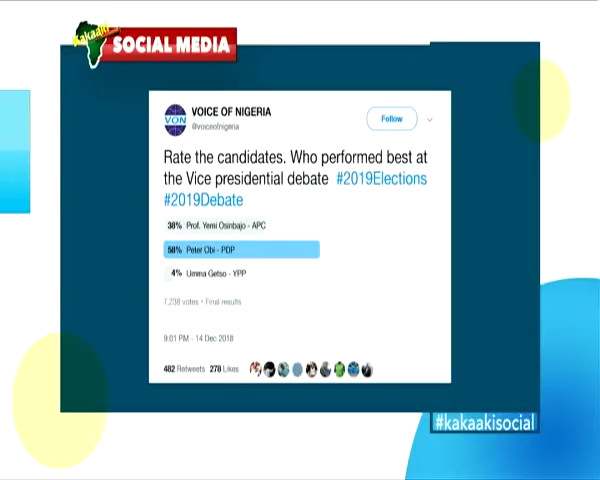 Kakaaki
SOCIAL MEDIA
VON
VOICE OF NIGERIA
@voiceofnigeria
Follow
Rate the candidates. Who performed best at
the Vice presidential debate #2019Elections
#2019Debate
38% Prof. Yemi Osinbajo - APC
58% Peter Obi - PDP
4% Umma Getso - YPP
7,238 votes • Final results
9:01 PM - 14 Dec 2018
482 Retweets 278 Likes
#kakaakisocial